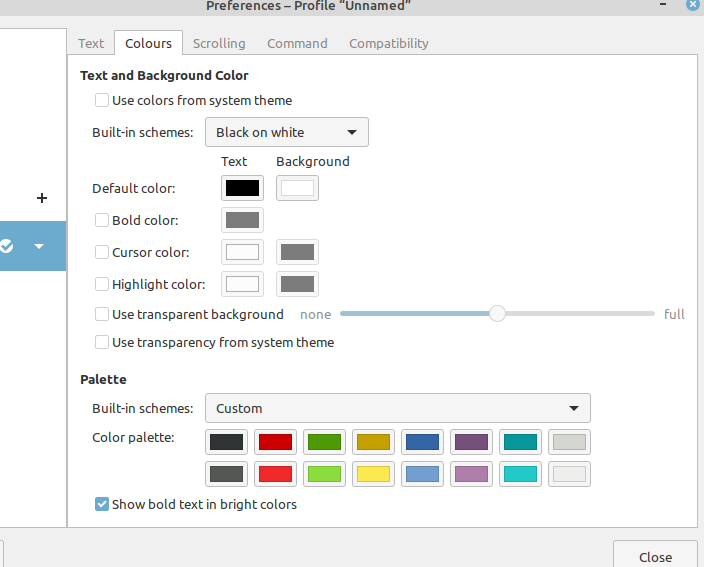 Preferences – Profile “Unnamed”
Text Colours Scrolling Command Compatibility
Text and Background Color
Use colors from system theme
Built-in schemes: Black on white
Text Background
Default color:
Bold color:
Cursor color:
Highlight color:
Use transparent background none full
Use transparency from system theme
Palette
Built-in schemes: Custom
Color palette:
Show bold text in bright colors
Close